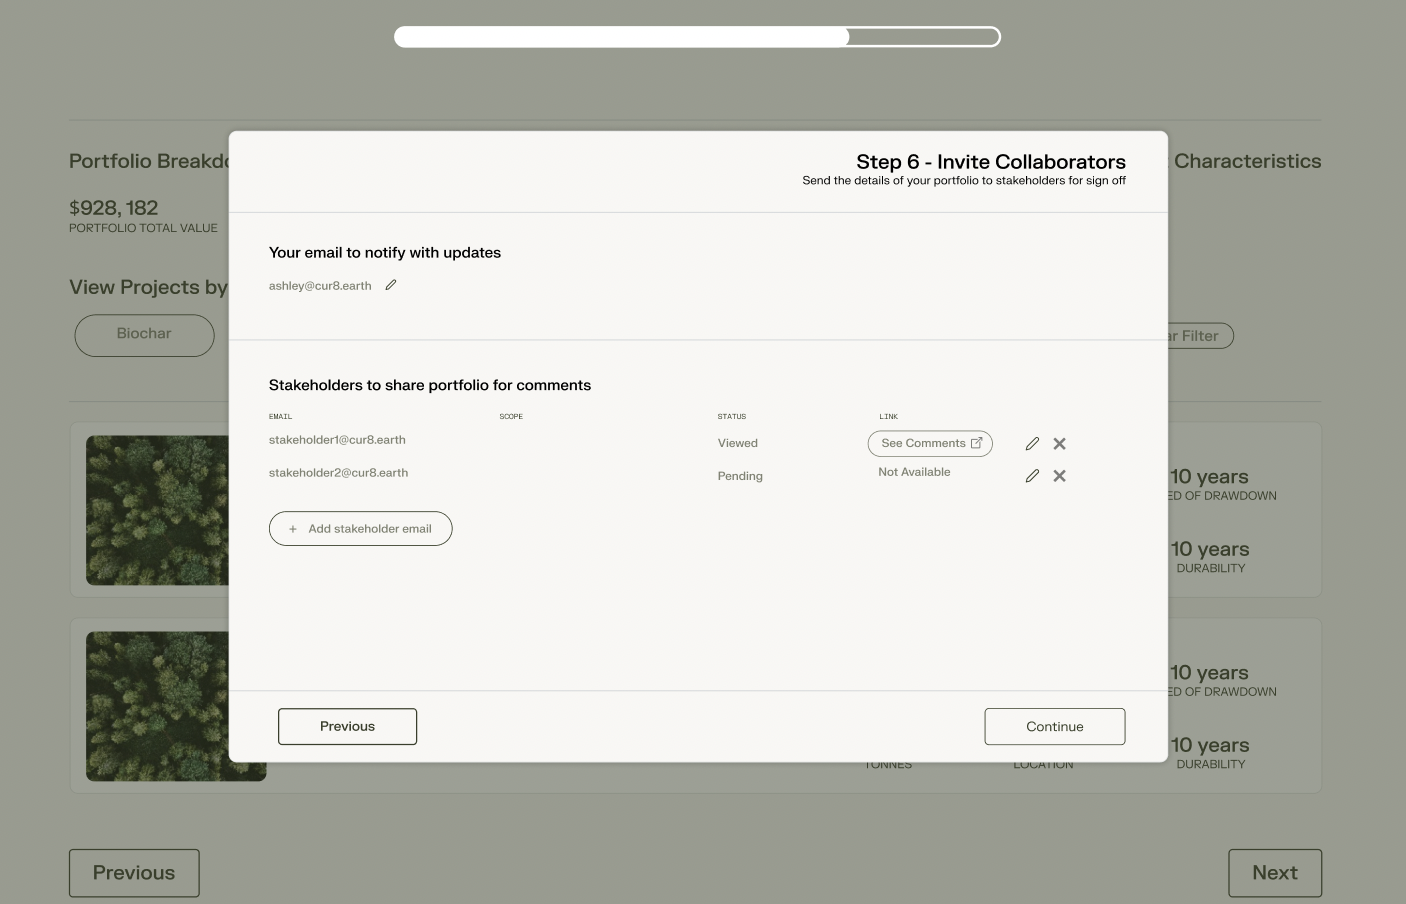 Portfolio Breakdo
Characteristics
$928, 182
PORTFOLIO TOTAL VALUE
View Projects by
Biochar
ar Filter
Step 6 - Invite Collaborators
Send the details of your portfolio to stakeholders for sign off
Your email to notify with updates
ashley@cur8.earth
Stakeholders to share portfolio for comments
EMAIL SCOPE STATUS LINK
stakeholder1@cur8.earth Viewed See Comments
stakeholder2@cur8.earth Pending Not Available
+ Add stakeholder email
Previous Continue
10 years
ED OF DRAWDOWN
10 years
DURABILITY
10 years
ED OF DRAWDOWN
10 years
TONNES LOCATION DURABILITY
Previous Next